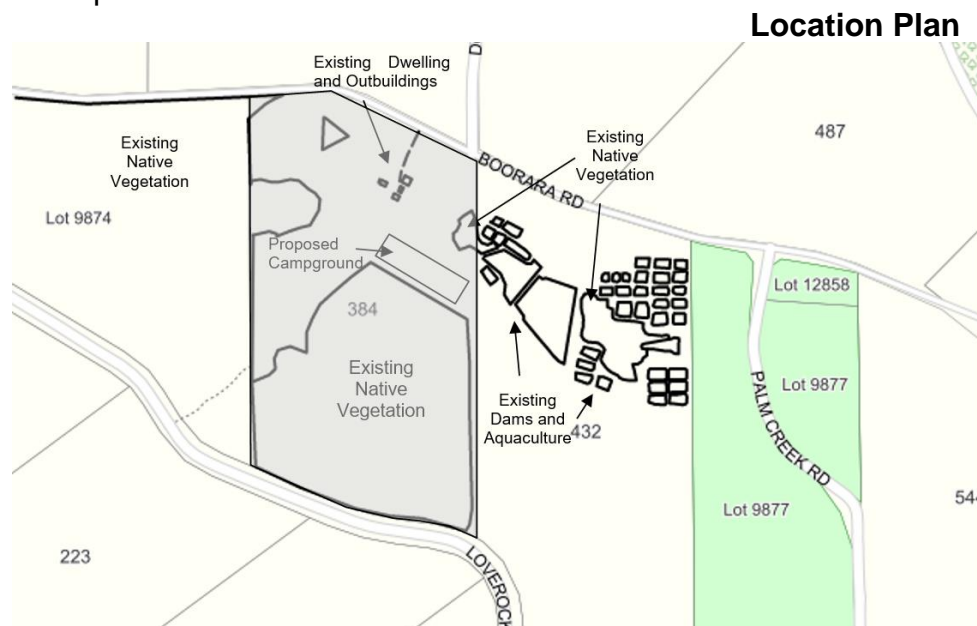 Location Plan
Existing Dwelling
and Outbuildings
D
Existing
Native
Vegetation
Existing
Native
Vegetation
487
BOORARA RD
Lot 9874
Proposed
Campground
384
Lot 12858
Existing
Native
Vegetation
Lot 9877
PALM CREEK RD
Existing
Dams and
Aquaculture
432
Lot 9877
544
223
LOVEROCK